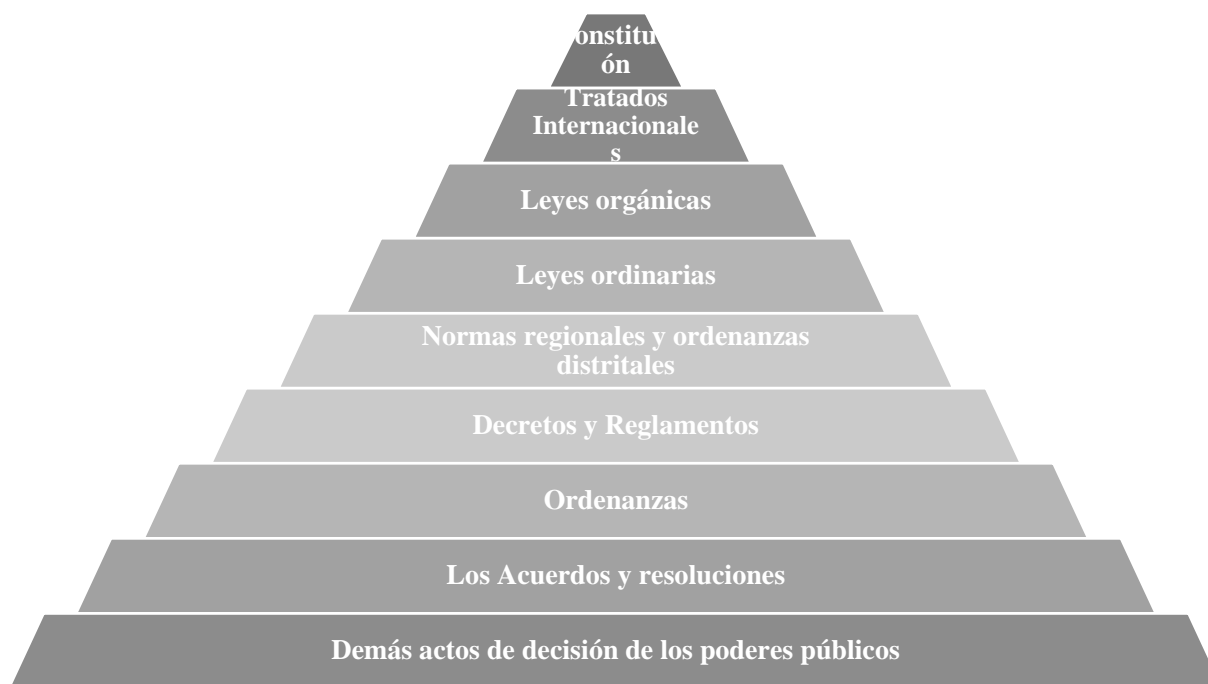 onstitu
ón
Tratados
Internacionale
s
Leyes orgánicas
Leyes ordinarias
Normas regionales y ordenanzas
distritales
Decretos y Reglamentos
Ordenanzas
Los Acuerdos y resoluciones
Demás actos de decisión de los poderes públicos